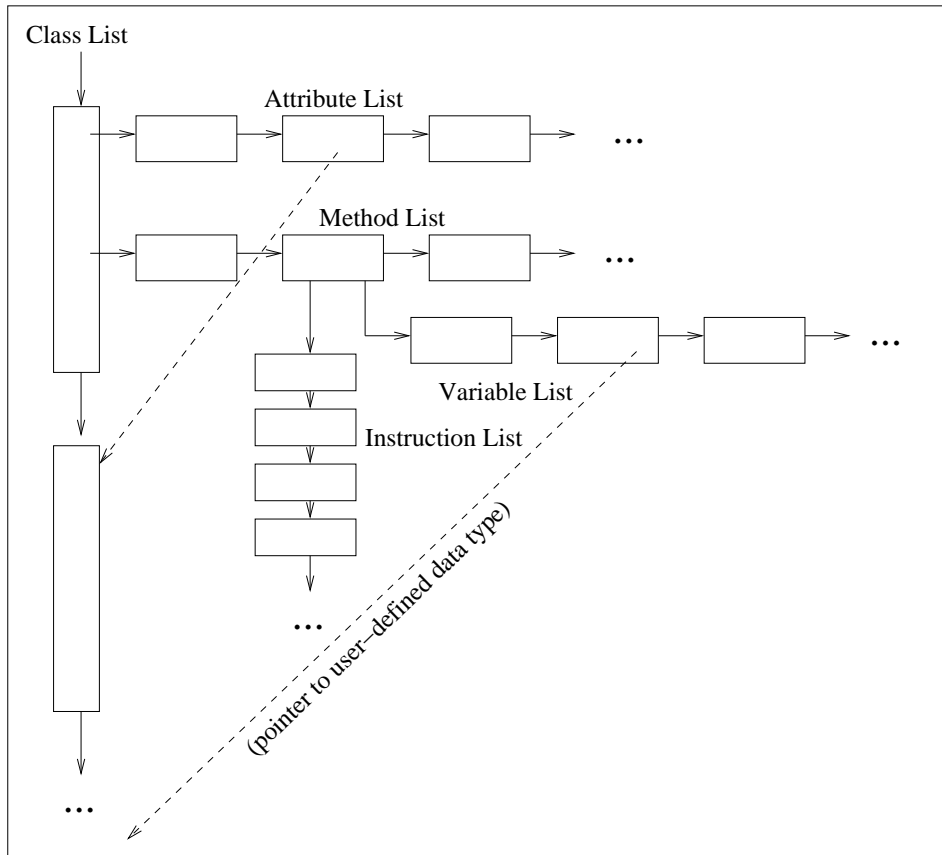 Class List
Attribute List
...
Method List
...
...
Variable List
Instruction List
(pointer to user–defined data type)
...
...